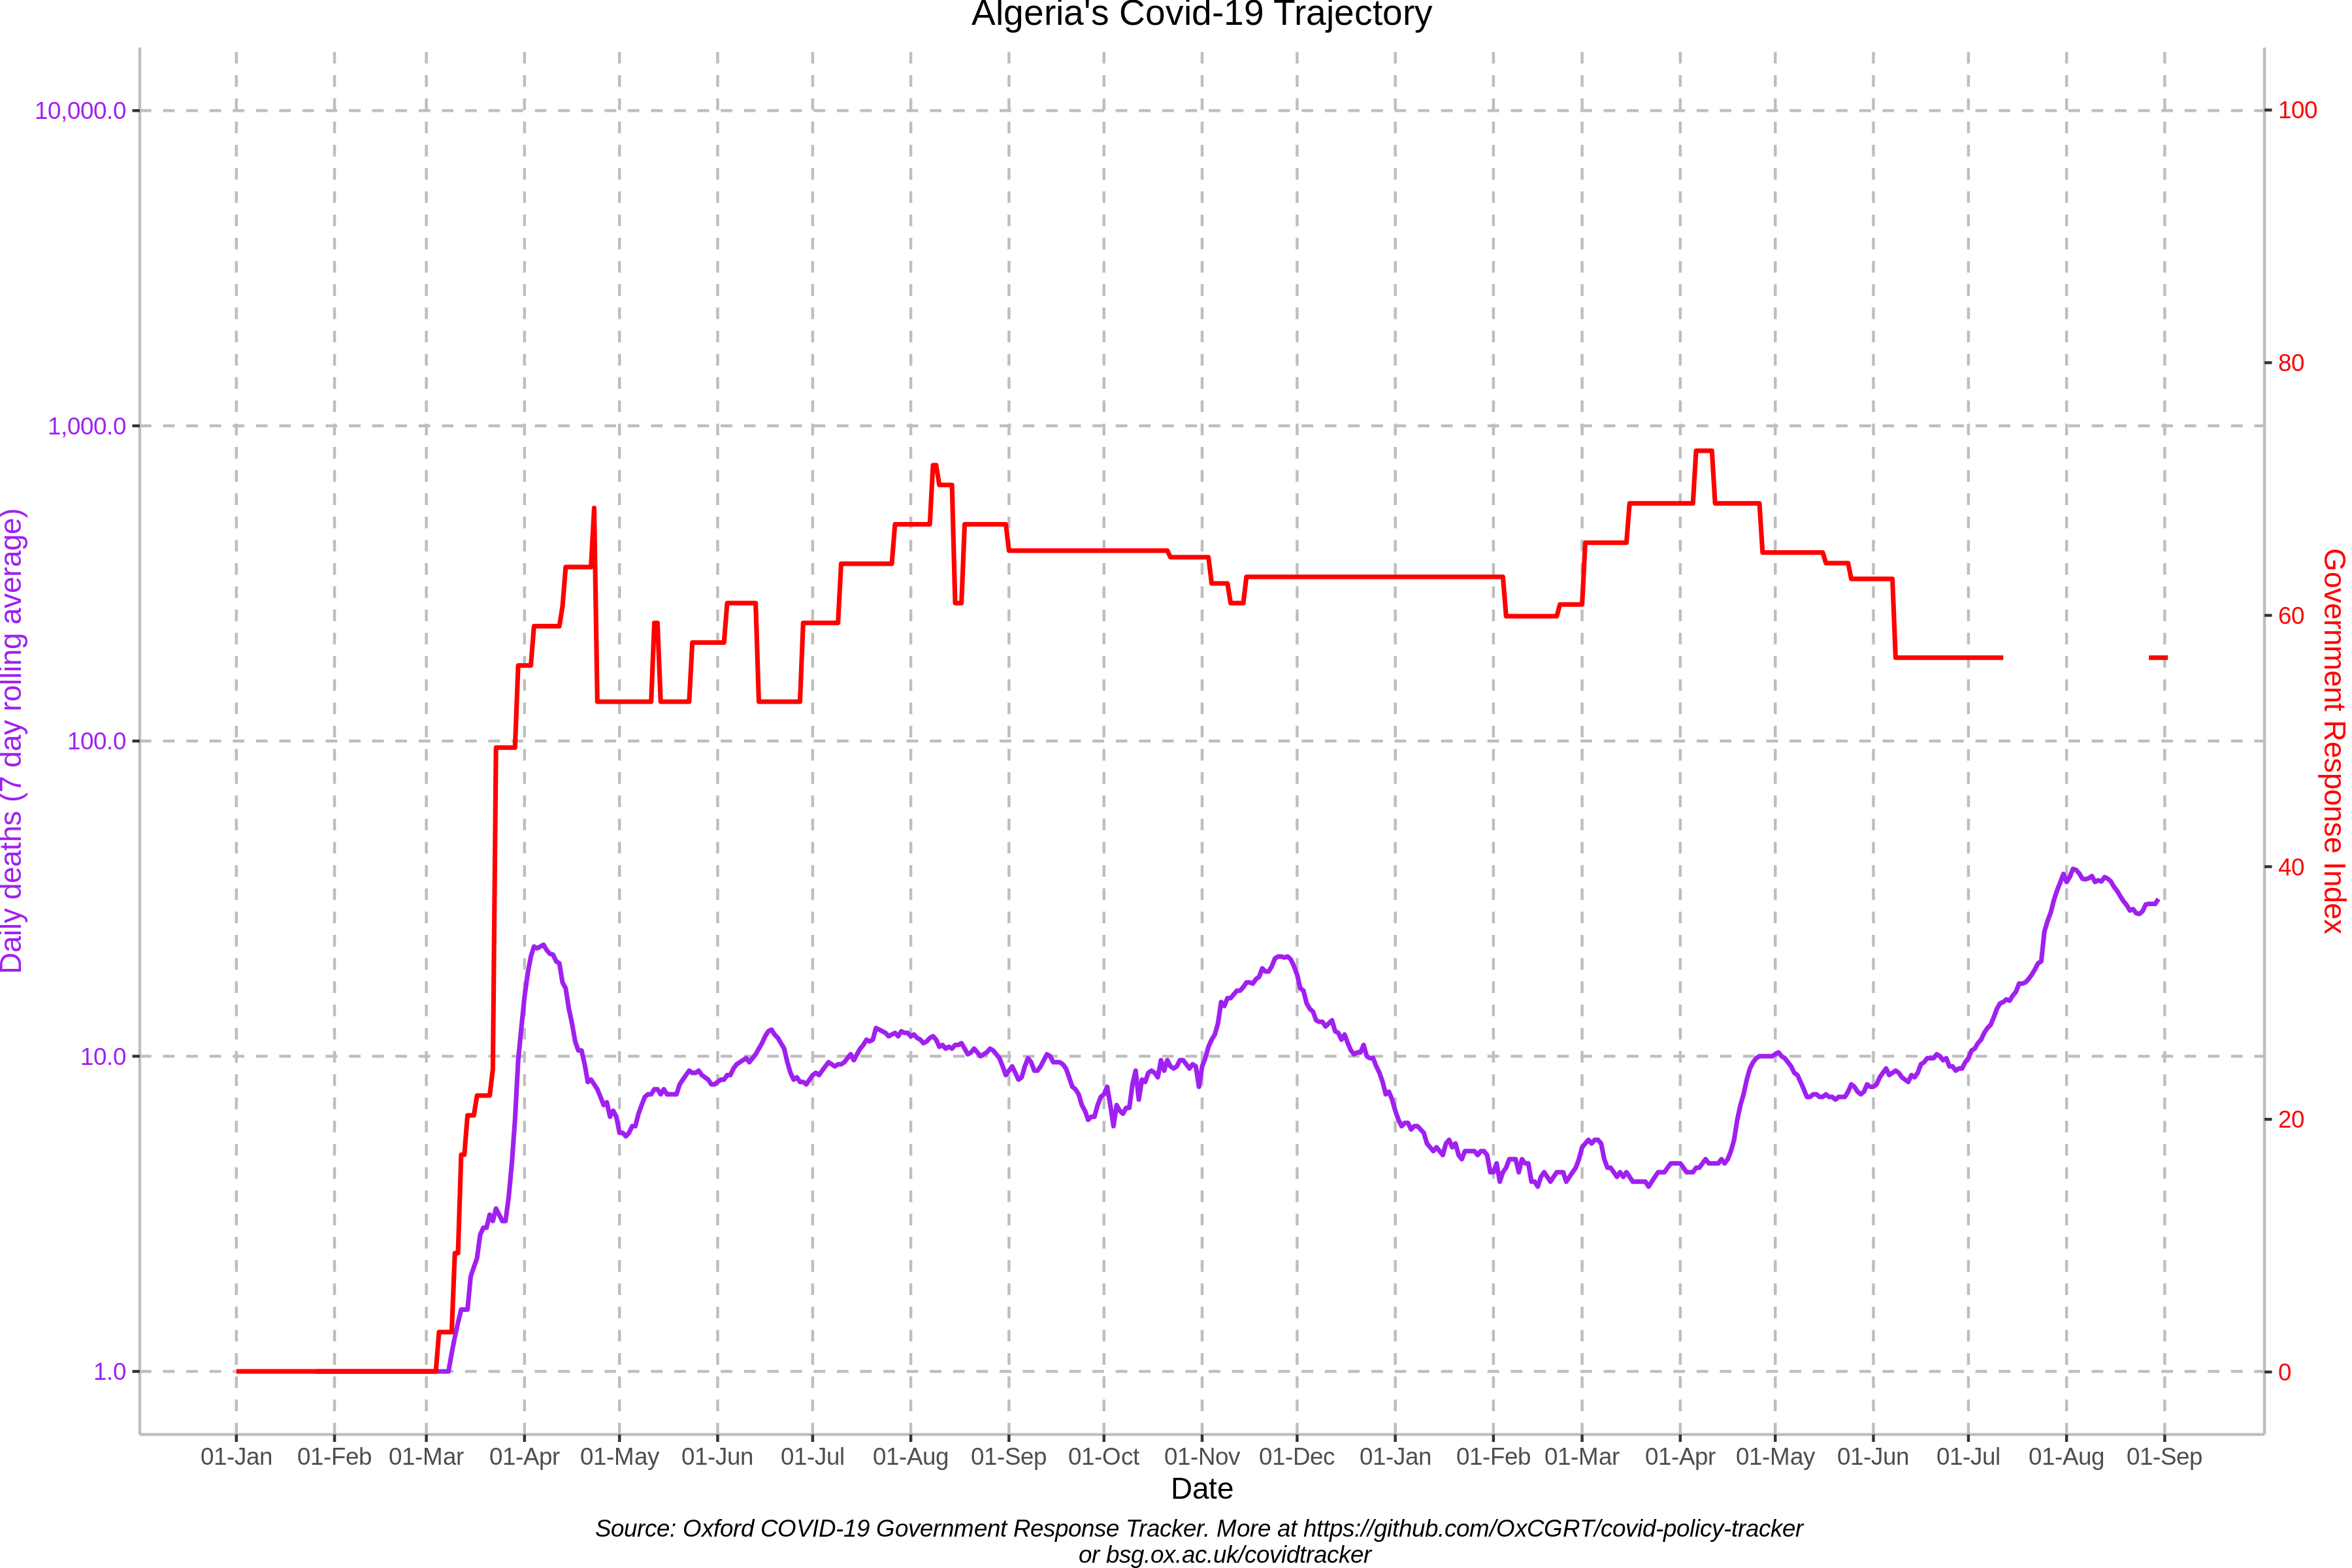 Algeria's Covid-19 Trajectory
10,000.0
1,000.0
100.0
10.0
1.0
Daily deaths (7 day rolling average)
100
80
60
40
20
0
Government Response Index
01-Jan 01-Feb 01-Mar 01-Apr 01-May 01-Jun 01-Jul 01-Aug 01-Sep 01-Oct 01-Nov 01-Dec 01-Jan 01-Feb 01-Mar 01-Apr 01-May 01-Jun 01-Jul 01-Aug 01-Sep
Date
Source: Oxford COVID-19 Government Response Tracker. More at https://github.com/OxCGRT/covid-policy-tracker
or bsg.ox.ac.uk/covidtracker